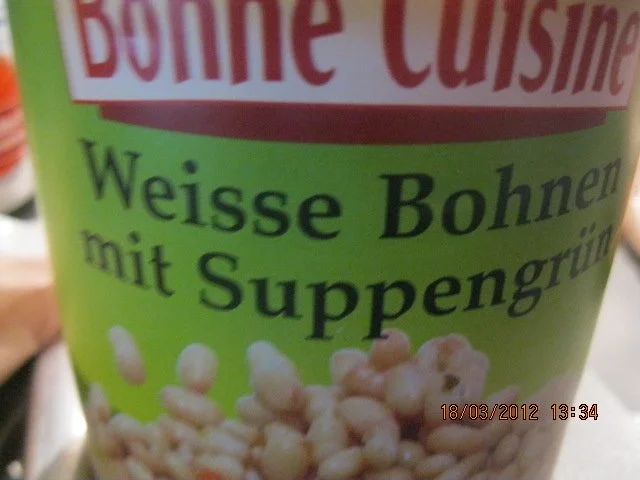 Bonne Cuisine
Weisse Bohnen
mit Suppengrün
18/03/2012 13:34